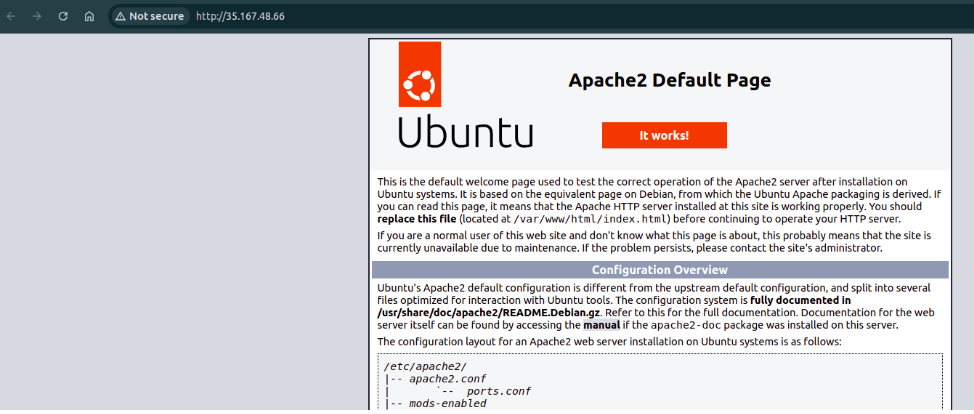 Not secure http://35.167.48.66
Apache2 Default Page
Ubuntu
It works!
This is the default welcome page used to test the correct operation of the Apache2 server after installation on
Ubuntu systems. It is based on the equivalent page on Debian, from which the Ubuntu Apache packaging is derived. If
you can read this page, it means that the Apache HTTP server installed at this site is working properly. You should
replace this file (located at /var/www/html/index.html) before continuing to operate your HTTP server.
If you are a normal user of this web site and don't know what this page is about, this probably means that the site is
currently unavailable due to maintenance. If the problem persists, please contact the site's administrator.
Configuration Overview
Ubuntu's Apache2 default configuration is different from the upstream default configuration, and split into several
files optimized for interaction with Ubuntu tools. The configuration system is fully documented in
/usr/share/doc/apache2/README.Debian.gz. Refer to this for the full documentation. Documentation for the web
server itself can be found by accessing the manual if the apache2-doc package was installed on this server.
The configuration layout for an Apache2 web server installation on Ubuntu systems is as follows:
/etc/apache2/
|-- apache2.conf
|       `--  ports.conf
|-- mods-enabled